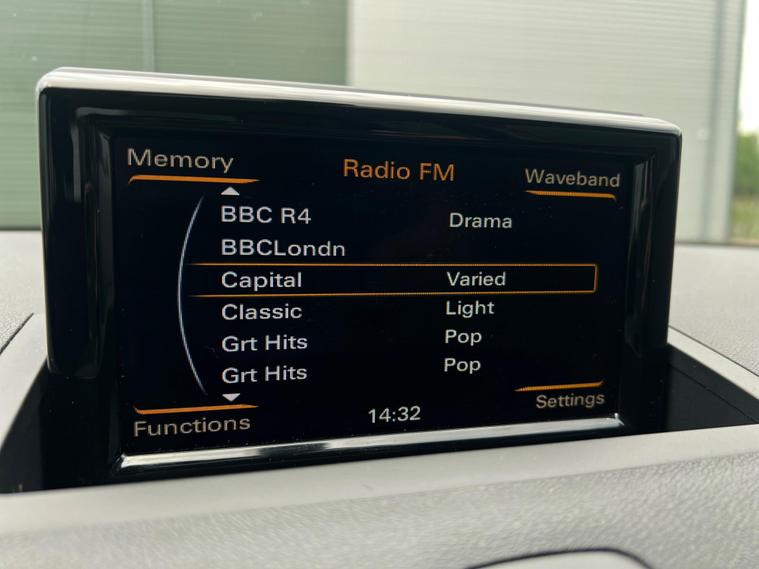 Memory
Radio FM
Waveband
BBC R4 Drama
BBCLondn
Capital Varied
Classic Light
Grt Hits Pop
Grt Hits Pop
Functions
14:32
Settings